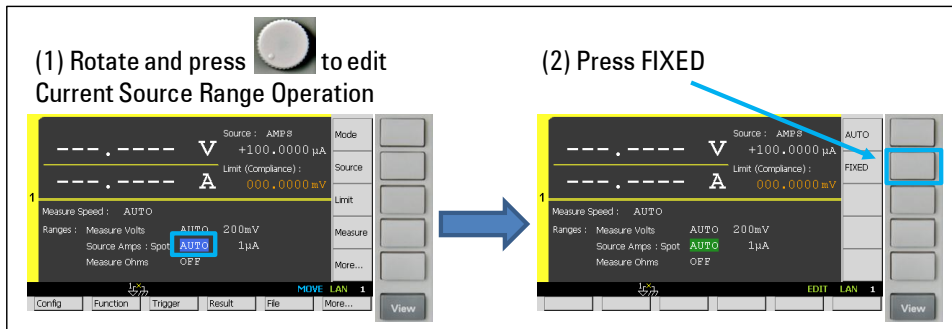 (1) Rotate and press to edit
Current Source Range Operation
---.---- V
Source : AMPS
+100.0000 µA
Mode
Limit (Compliance) :
---.---- A
000.0000 mV
Source
Limit
1
Measure Speed : AUTO
Ranges : Measure Volts AUTO 200mV
Measure
Source Amps : Spot AUTO 1µA
Measure Ohms OFF
More...
MOVE LAN 1
Config Function Trigger Result File More...
View
(2) Press FIXED
---.---- V
Source : AMPS
+100.0000 µA
AUTO
Limit (Compliance) :
---.---- A
000.0000 mV
FIXED
1
Measure Speed : AUTO
Ranges : Measure Volts AUTO 200mV
Source Amps : Spot AUTO 1µA
Measure Ohms OFF
EDIT LAN 1
View